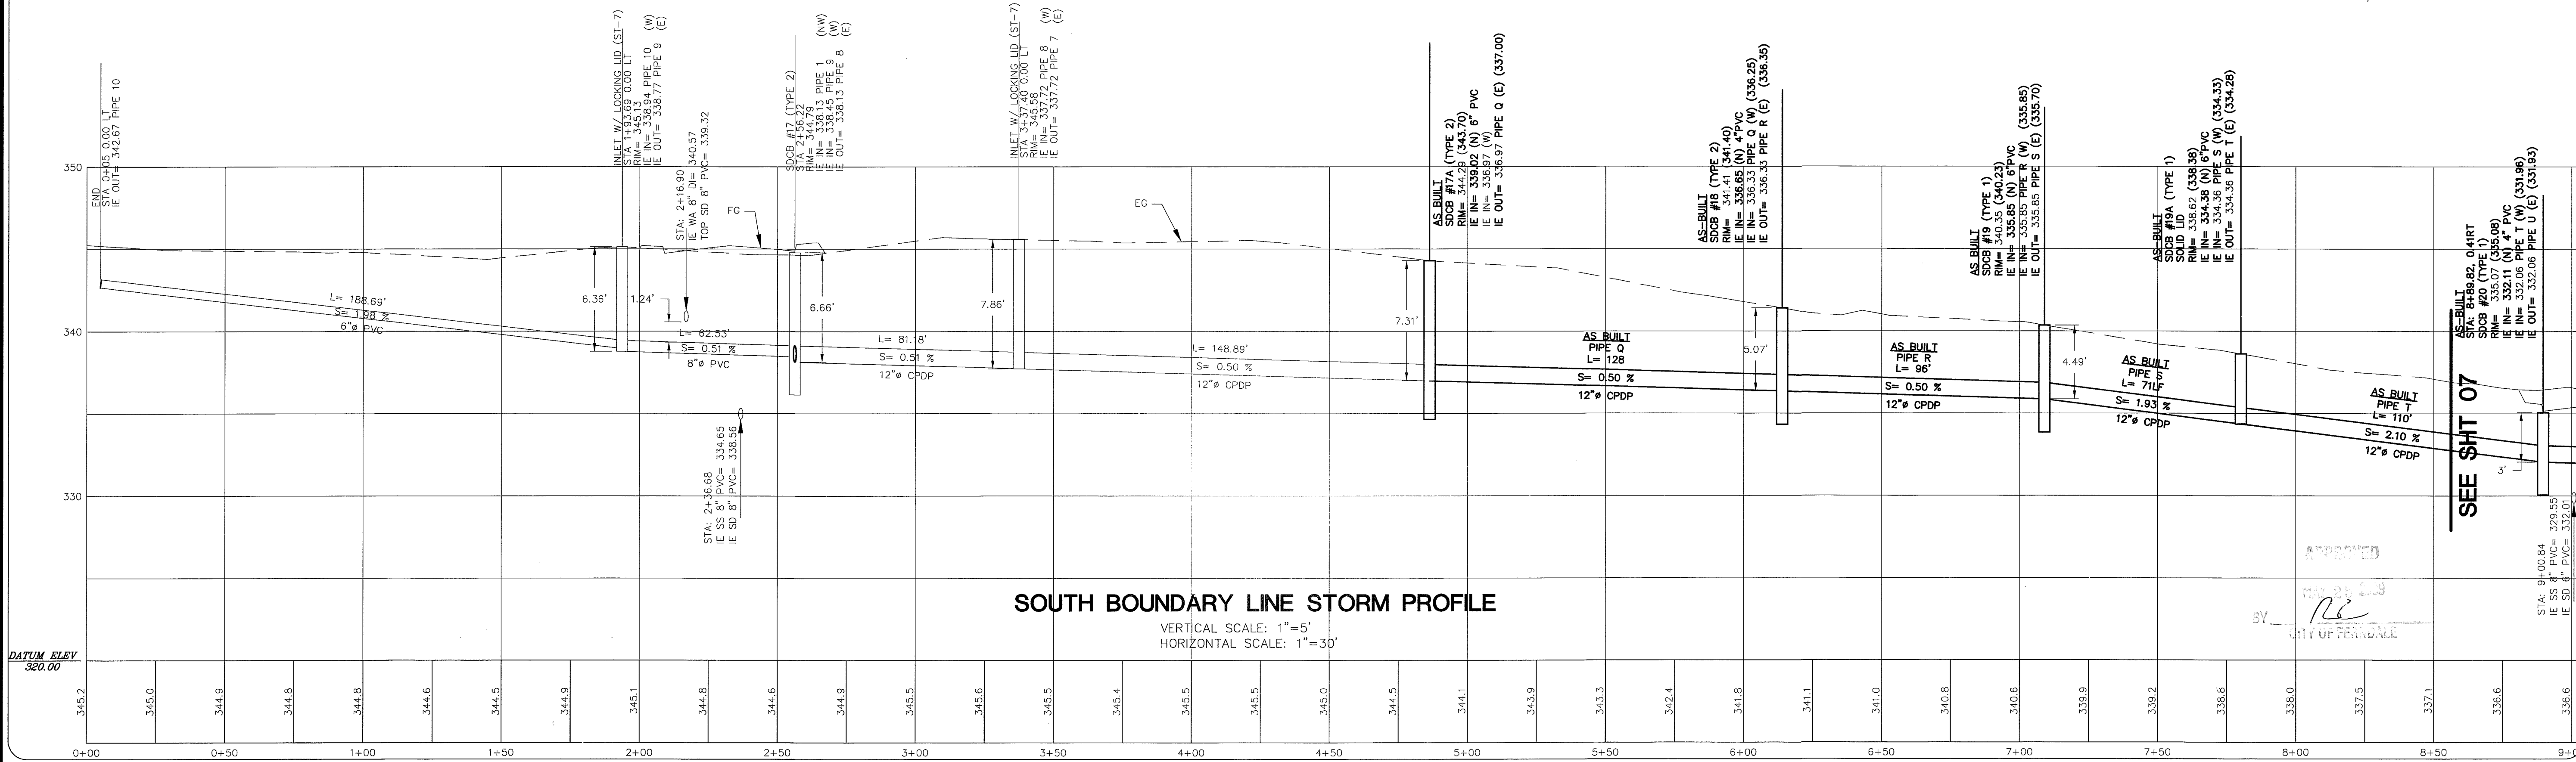 END
STA 0+05 0.00 LT
IE OUT= 342.67 PIPE 10
INLET W/ LOCKING LID (ST-7)
STA 1+93.69 0.00 LT
RIM= 345.13
IE IN= 338.94 PIPE 10 (W)
IE OUT= 338.77 PIPE 9 (E)
STA: 2+16.90
IE WA 8" DI= 340.57
TOP SD 8" PVC= 339.32
SDCB #17 (TYPE 2)
STA 2+56.22
RIM= 344.79
IE IN= 338.13 PIPE 1 (NW)
IE IN= 338.45 PIPE 9 (W)
IE OUT= 338.13 PIPE 8 (E)
INLET W/ LOCKING LID (ST-7)
STA 3+37.40 0.00 LT
RIM= 345.58
IE IN= 337.72 PIPE 8 (W)
IE OUT= 337.72 PIPE 7 (E)
AS BUILT
SDCB #17A (TYPE 2)
RIM= 344.29 (343.70)
IE IN= 339.02 (N) 6" PVC
IE IN= 336.97 (W)
IE OUT= 336.97 PIPE Q (E) (337.00)
AS-BUILT
SDCB #18 (TYPE 2)
RIM= 341.41 (341.40)
IE IN= 336.65 (N) 4"PVC
IE IN= 336.33 PIPE Q (W) (336.25)
IE OUT= 336.33 PIPE R (E) (336.35)
AS BUILT
SDCB #19 (TYPE 1)
RIM= 340.35 (340.23)
IE IN= 335.85 (N) 6"PVC
IE IN= 335.85 PIPE R (W) (335.85)
IE OUT= 335.85 PIPE S (E) (335.70)
AS-BUILT
SDCB #19A (TYPE 1)
SOLID LID
RIM= 338.62 (338.38)
IE IN= 334.38 (N) 6"PVC
IE IN= 334.36 PIPE S (W) (334.33)
IE OUT= 334.36 PIPE T (E) (334.28)
AS-BUILT
STA: 8+89.82, 0.41RT
SDCB #20 (TYPE 1)
RIM= 335.07 (335.08)
IE IN= 332.11 (N) 4" PVC
IE IN= 332.06 PIPE T (W) (331.96)
IE OUT= 332.06 PIPE U (E) (331.93)
350
340
330
FG
EG
L= 188.69'
S= 1.98 %
6"ø PVC
6.36'
1.24'
L= 62.53'
S= 0.51 %
8"ø PVC
6.66'
L= 81.18'
S= 0.51 %
12"ø CPDP
7.86'
L= 148.89'
S= 0.50 %
12"ø CPDP
7.31'
AS BUILT
PIPE Q
L= 128
S= 0.50 %
12"ø CPDP
5.07'
AS BUILT
PIPE R
L= 96'
S= 0.50 %
12"ø CPDP
4.49'
AS BUILT
PIPE S
L= 71LF
S= 1.93 %
12"ø CPDP
AS BUILT
PIPE T
L= 110'
S= 2.10 %
12"ø CPDP
SEE SHT 07
3'
STA: 2+36.68
IE SS 8" PVC= 334.65
IE SD 8" PVC= 338.56
STA: 9+00.84
IE SS 8" PVC= 329.55
IE SD 6" PVC= 332.01
APPROVED
BY
CITY OF FERNDALE
SOUTH BOUNDARY LINE STORM PROFILE
VERTICAL SCALE: 1"=5'
HORIZONTAL SCALE: 1"=30'
DATUM ELEV
320.00
345.2 345.0 344.9 344.8 344.8 344.6 344.5 344.9 345.1 344.8 344.6 344.9 345.5 345.6 345.5 345.4 345.5 345.5 345.0 344.5 344.1 343.9 343.3 342.4 341.8 341.1 341.0 340.8 340.6 339.9 339.2 338.8 338.0 337.5 337.1 336.6 336.6
0+00 0+50 1+00 1+50 2+00 2+50 3+00 3+50 4+00 4+50 5+00 5+50 6+00 6+50 7+00 7+50 8+00 8+50